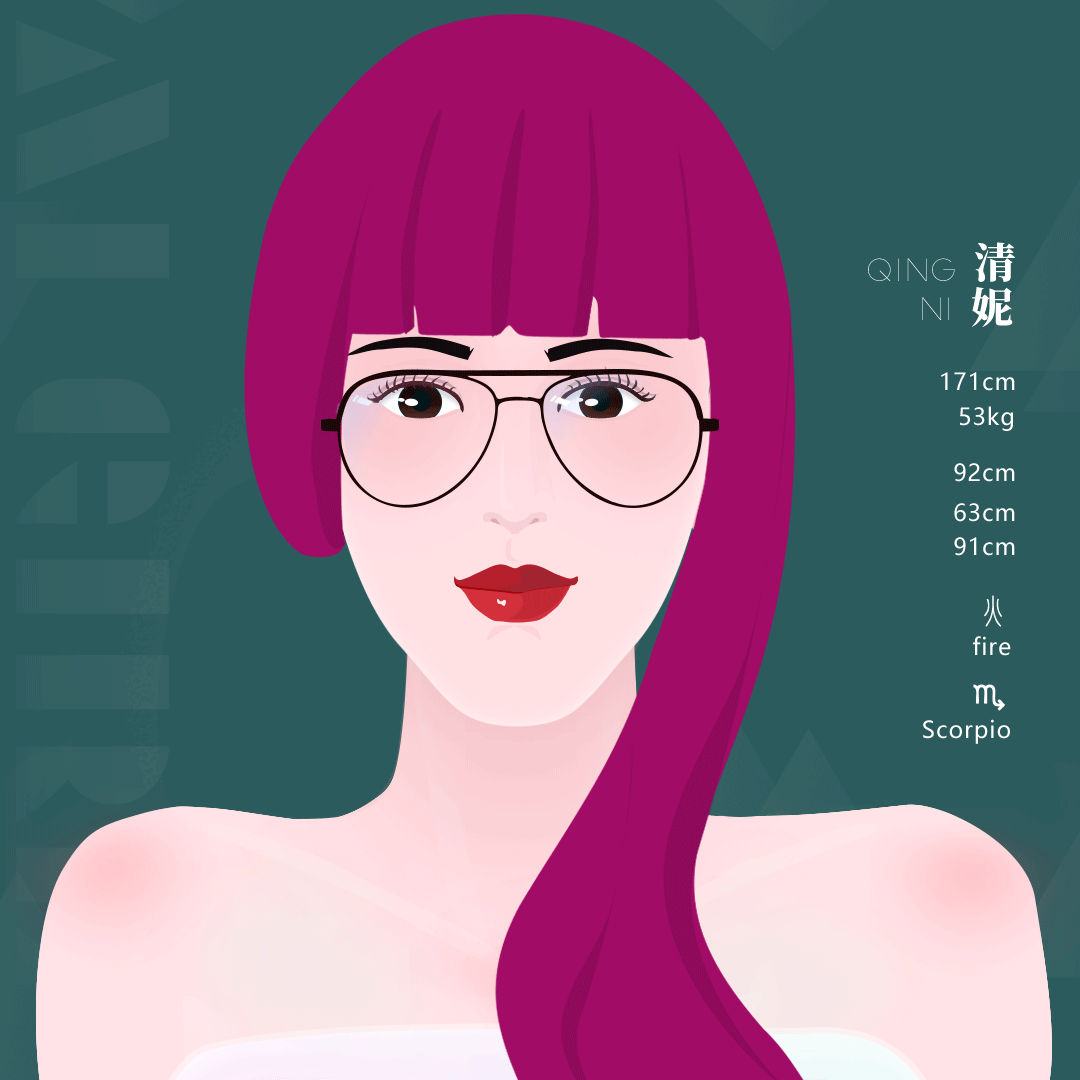 清妮
QING
NI
171cm
53kg
92cm
63cm
91cm
火
fire
♏
Scorpio